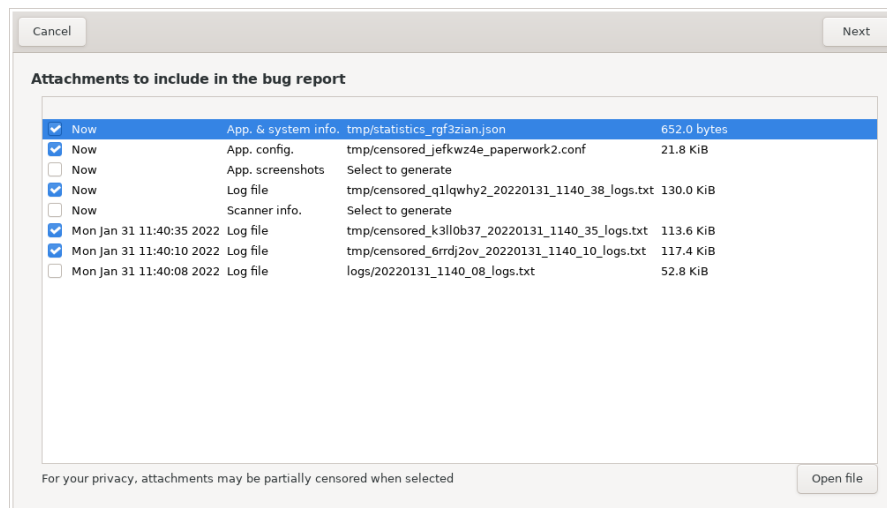 Cancel Next
Attachments to include in the bug report
Now App. & system info. tmp/statistics_rgf3zian.json 652.0 bytes
Now App. config. tmp/censored_jefkwz4e_paperwork2.conf 21.8 KiB
Now App. screenshots Select to generate
Now Log file tmp/censored_q1lqwhy2_20220131_1140_38_logs.txt 130.0 KiB
Now Scanner info. Select to generate
Mon Jan 31 11:40:35 2022 Log file tmp/censored_k3ll0b37_20220131_1140_35_logs.txt 113.6 KiB
Mon Jan 31 11:40:10 2022 Log file tmp/censored_6rrdj2ov_20220131_1140_10_logs.txt 117.4 KiB
Mon Jan 31 11:40:08 2022 Log file logs/20220131_1140_08_logs.txt 52.8 KiB
For your privacy, attachments may be partially censored when selected Open file